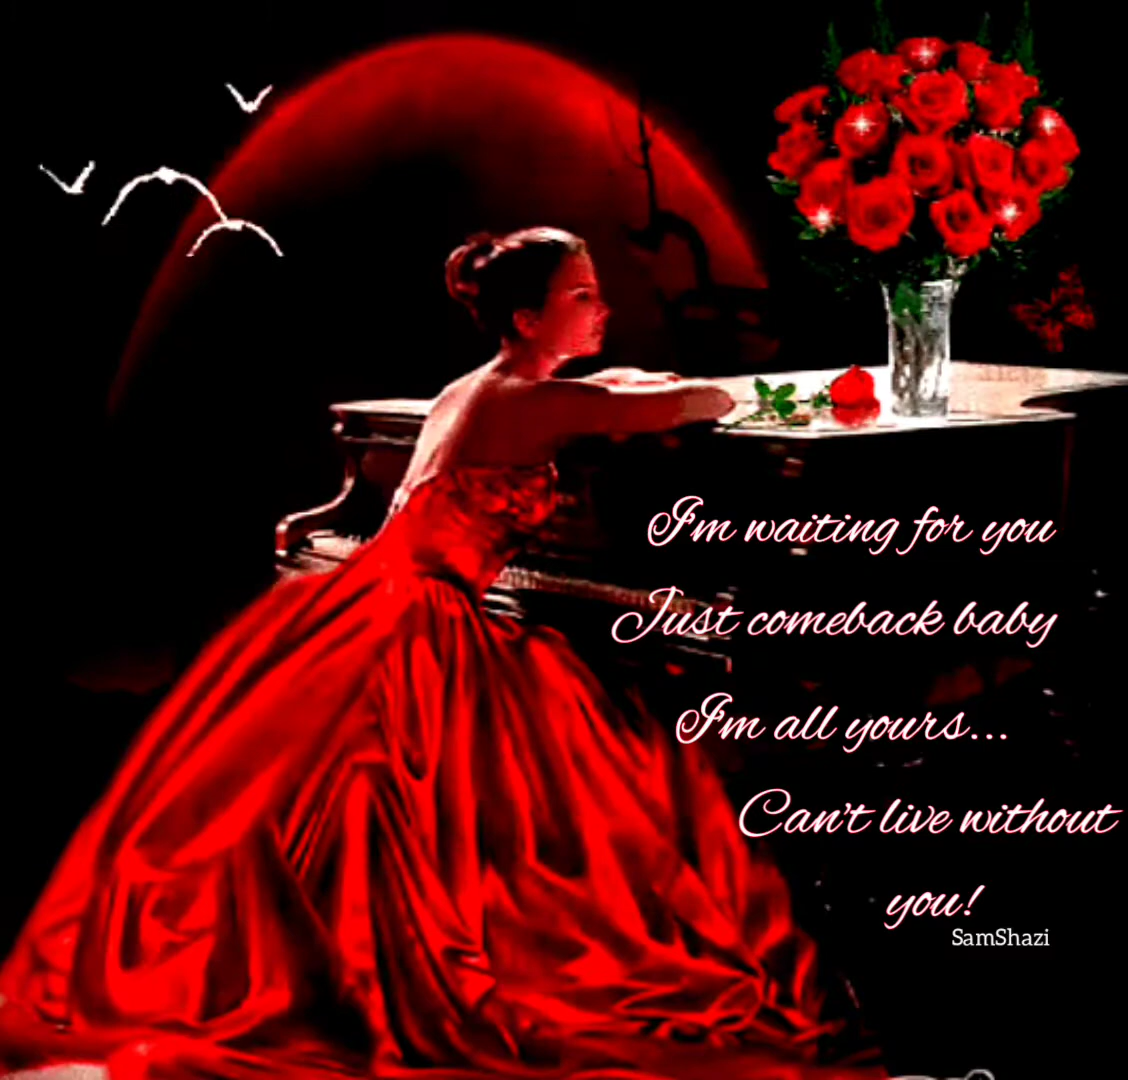 I'm waiting for you
Just comeback baby
I'm all yours...
Can't live without
you!
SamShazi